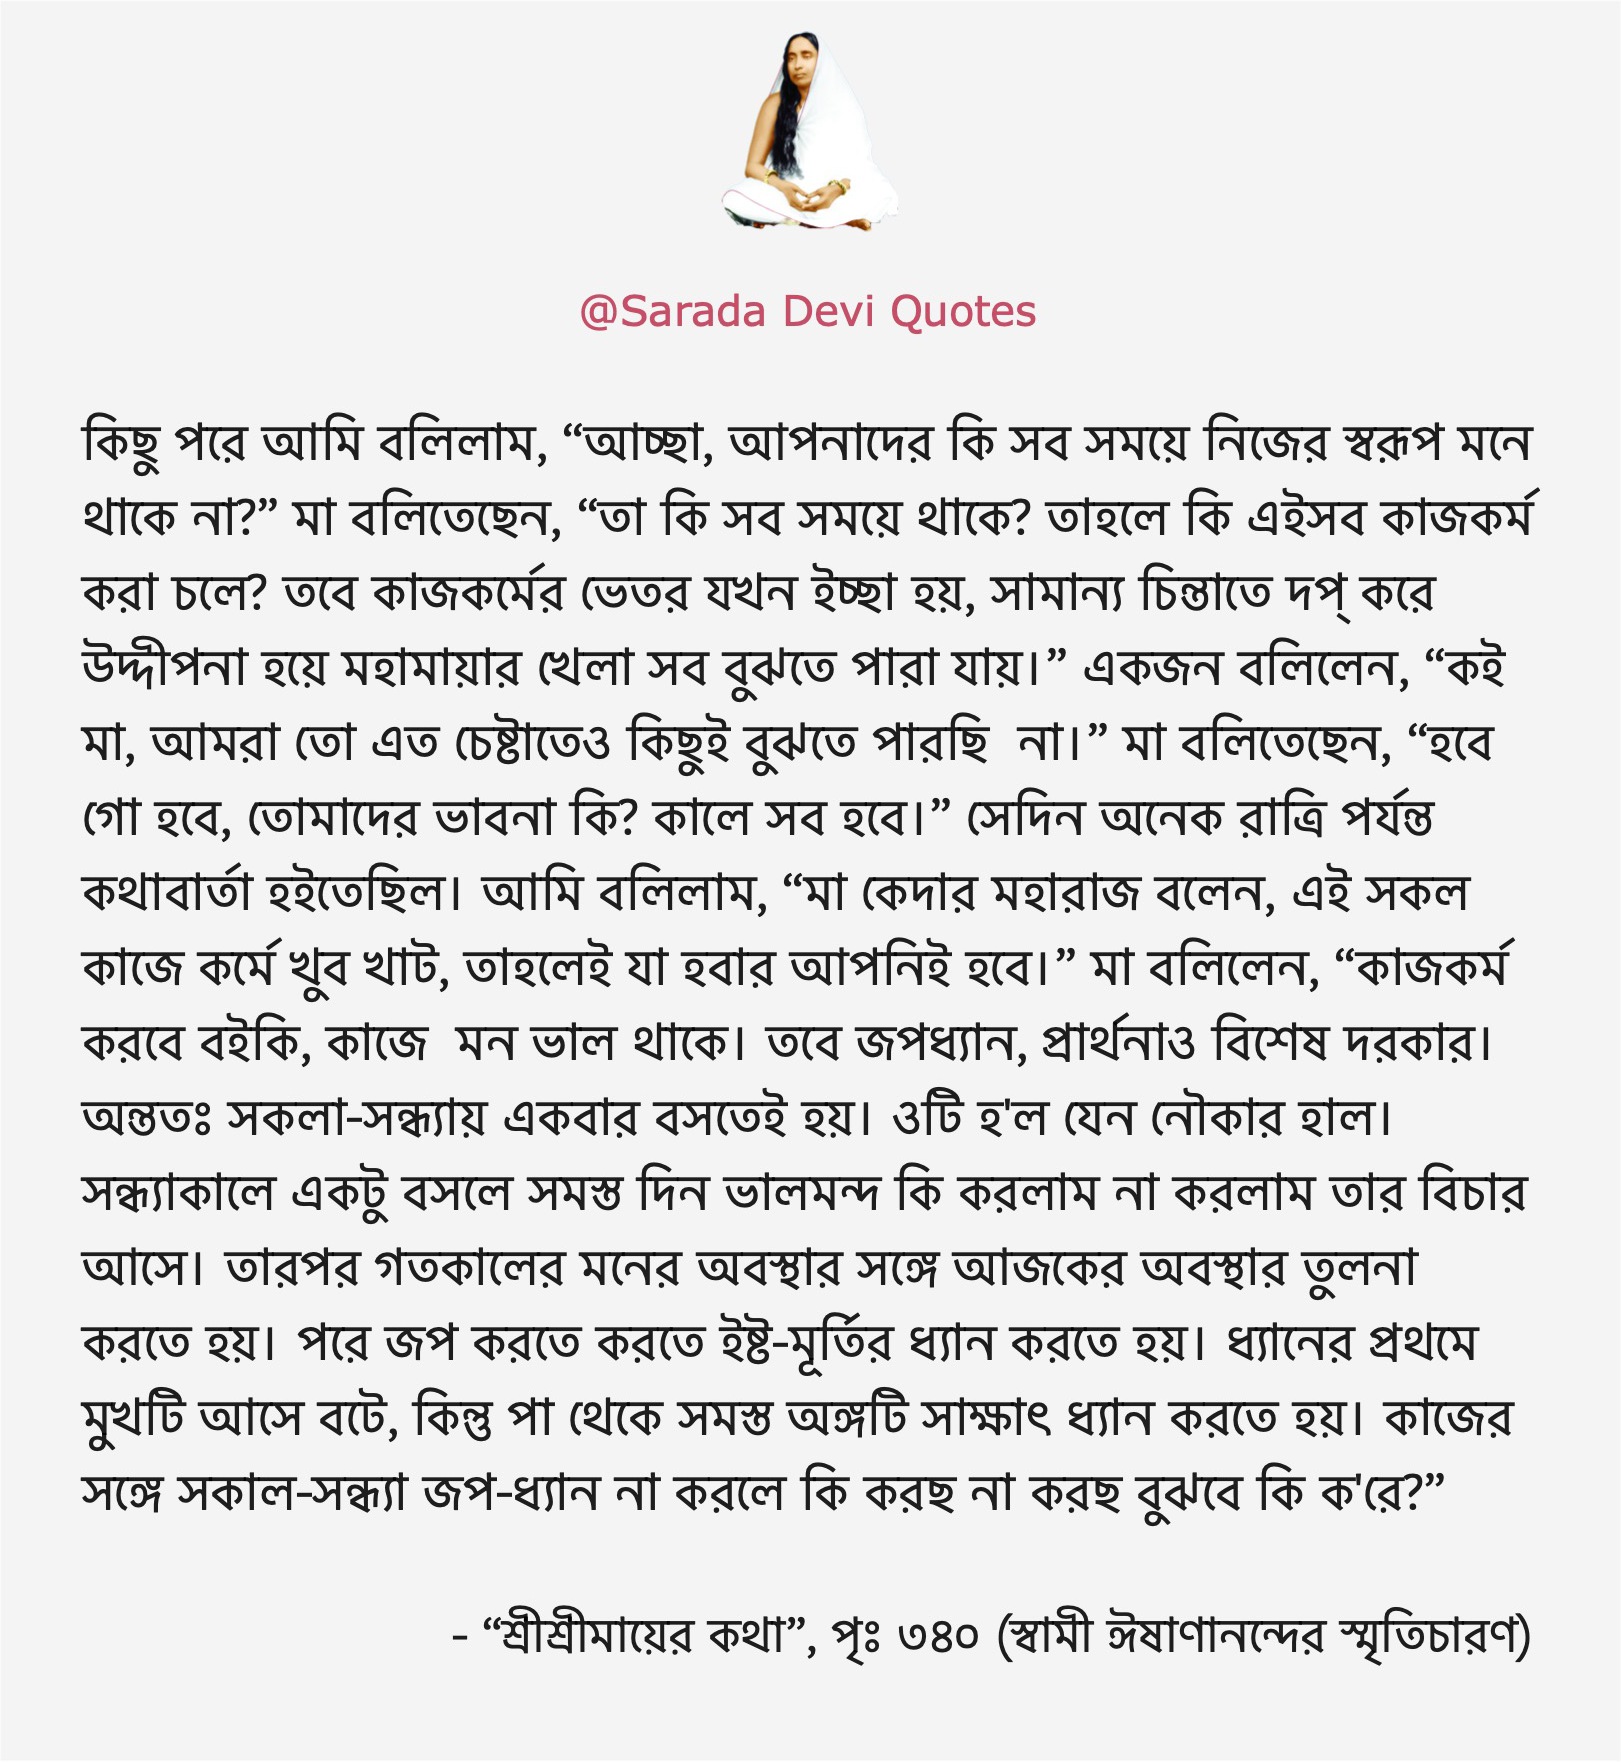 @Sarada Devi Quotes
কিছু পরে আমি বলিলাম, “আচ্ছা, আপনাদের কি সব সময়ে নিজের স্বরূপ মনে
থাকে না?” মা বলিতেছেন, “তা কি সব সময়ে থাকে? তাহলে কি এইসব কাজকর্ম
করা চলে? তবে কাজকর্মের ভেতর যখন ইচ্ছা হয়, সামান্য চিন্তাতে দপ্ করে
উদ্দীপনা হয়ে মহামায়ার খেলা সব বুঝতে পারা যায়।” একজন বলিলেন, “কই
মা, আমরা তো এত চেষ্টাতেও কিছুই বুঝতে পারছি  না।” মা বলিতেছেন, “হবে
গো হবে, তোমাদের ভাবনা কি? কালে সব হবে।” সেদিন অনেক রাত্রি পর্যন্ত
কথাবার্তা হইতেছিল। আমি বলিলাম, “মা কেদার মহারাজ বলেন, এই সকল
কাজে কর্মে খুব খাট, তাহলেই যা হবার আপনিই হবে।” মা বলিলেন, “কাজকর্ম
করবে বইকি, কাজে  মন ভাল থাকে। তবে জপধ্যান, প্রার্থনাও বিশেষ দরকার।
অন্ততঃ সকলা-সন্ধ্যায় একবার বসতেই হয়। ওটি হ'ল যেন নৌকার হাল।
সন্ধ্যাকালে একটু বসলে সমস্ত দিন ভালমন্দ কি করলাম না করলাম তার বিচার
আসে। তারপর গতকালের মনের অবস্থার সঙ্গে আজকের অবস্থার তুলনা
করতে হয়। পরে জপ করতে করতে ইষ্ট-মূর্তির ধ্যান করতে হয়। ধ্যানের প্রথমে
মুখটি আসে বটে, কিন্তু পা থেকে সমস্ত অঙ্গটি সাক্ষাৎ ধ্যান করতে হয়। কাজের
সঙ্গে সকাল-সন্ধ্যা জপ-ধ্যান না করলে কি করছ না করছ বুঝবে কি ক'রে?”
- “শ্রীশ্রীমায়ের কথা”, পৃঃ ৩৪০ (স্বামী ঈষাণানন্দের স্মৃতিচারণ)